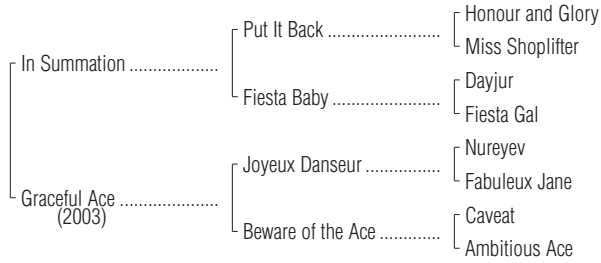 Honour and Glory
Put It Back ......................
Miss Shoplifter
In Summation ..................
Dayjur
Fiesta Baby .....................
Fiesta Gal
Nureyev
Joyeux Danseur ...............
Fabuleux Jane
Graceful Ace ....................
(2003)
Caveat
Beware of the Ace ............
Ambitious Ace